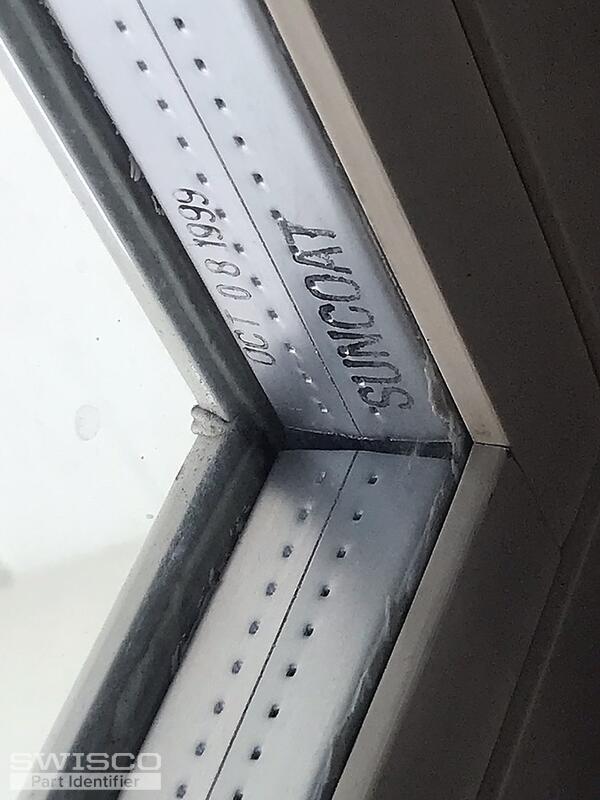 OCT 08 1999
SUNCOAT
SWISCO
Part Identifier